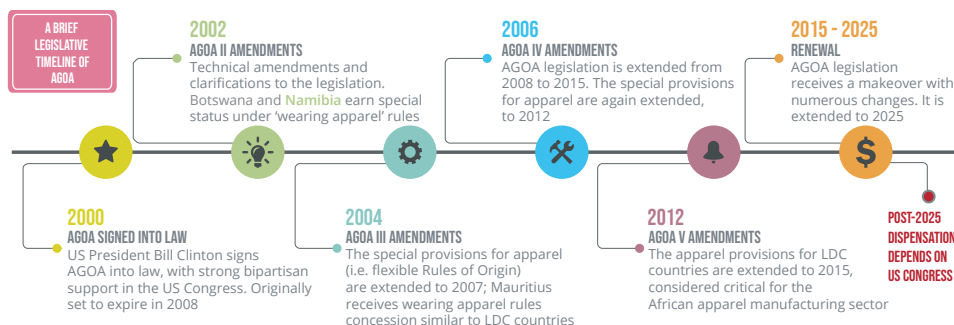 A BRIEF
LEGISLATIVE
TIMELINE OF
AGOA
2002
AGOA II AMENDMENTS
Technical amendments and
clarifications to the legislation.
Botswana and Namibia earn special
status under ‘wearing apparel’ rules
2006
AGOA IV AMENDMENTS
AGOA legislation is extended from
2008 to 2015. The special provisions
for apparel are again extended,
to 2012
2015 - 2025
RENEWAL
AGOA legislation
receives a makeover with
numerous changes. It is
extended to 2025
$
2000
AGOA SIGNED INTO LAW
US President Bill Clinton signs
AGOA into law, with strong bipartisan
support in the US Congress. Originally
set to expire in 2008
2004
AGOA III AMENDMENTS
The special provisions for apparel
(i.e. flexible Rules of Origin)
are extended to 2007; Mauritius
receives wearing apparel rules
concession similar to LDC countries
2012
AGOA V AMENDMENTS
The apparel provisions for LDC
countries are extended to 2015,
considered critical for the
African apparel manufacturing sector
POST-2025
DISPENSATION
DEPENDS ON
US CONGRESS